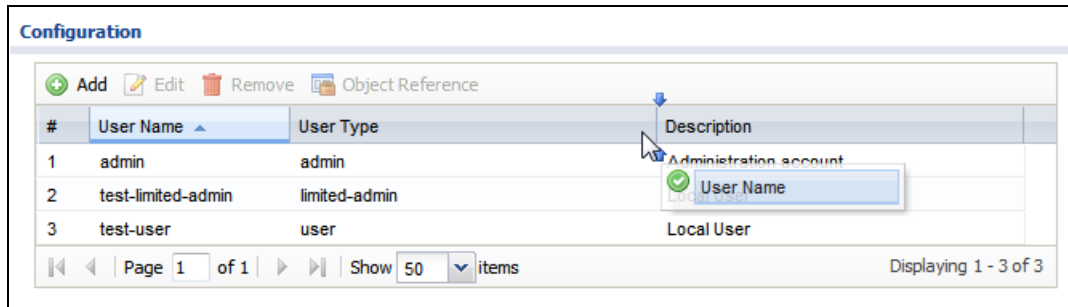 Configuration
Add Edit Remove Object Reference
# User Name User Type Description
1 admin admin Administration account
User Name
2 test-limited-admin limited-admin Local User
3 test-user user Local User
Page 1 of 1 Show 50 items Displaying 1 - 3 of 3